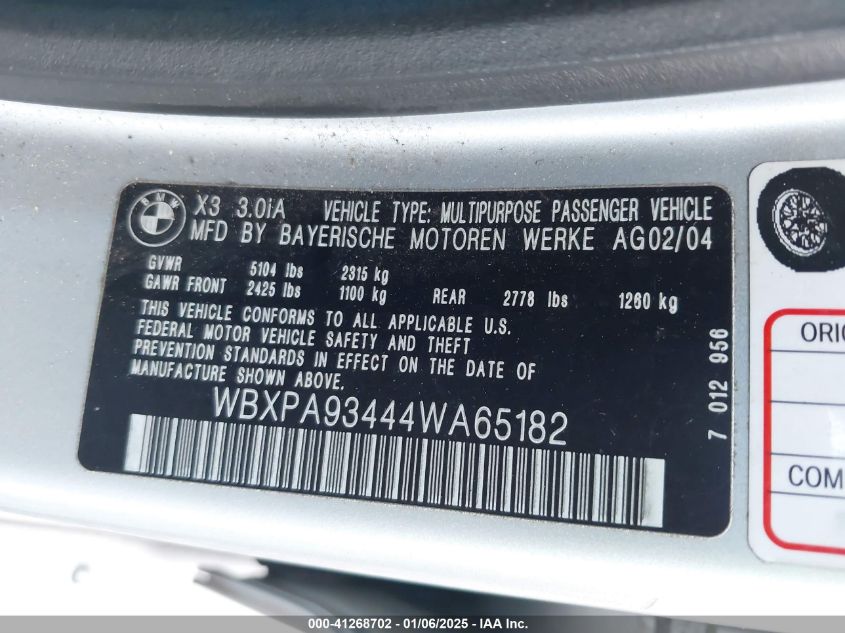 BMW
X3 3.0iA VEHICLE TYPE: MULTIPURPOSE PASSENGER VEHICLE
MFD BY BAYERISCHE MOTOREN WERKE AG02/04
GVWR 5104 lbs 2315 kg
GAWR FRONT 2425 lbs 1100 kg REAR 2778 lbs 1260 kg
THIS VEHICLE CONFORMS TO ALL APPLICABLE U.S.
FEDERAL MOTOR VEHICLE SAFETY AND THEFT
PREVENTION STANDARDS IN EFFECT ON THE DATE OF
MANUFACTURE SHOWN ABOVE.
WBXPA93444WA65182
7 012 956
ORIG
COM
000-41268702 - 01/06/2025 - IAA Inc.